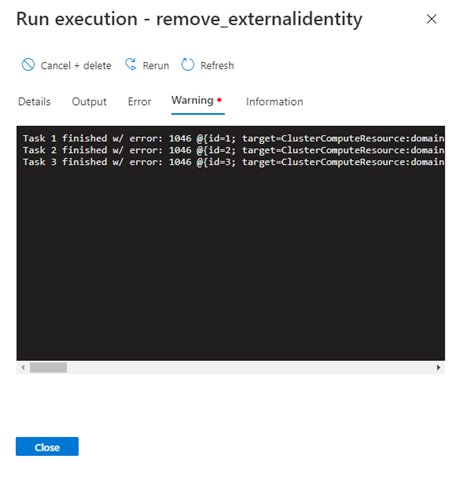 Run execution - remove_externalidentity
Cancel + delete Rerun Refresh
Details Output Error Warning Information
Task 1 finished w/ error: 1046 @{id=1; target=ClusterComputeResource:domain
Task 2 finished w/ error: 1046 @{id=2; target=ClusterComputeResource:domain
Task 3 finished w/ error: 1046 @{id=3; target=ClusterComputeResource:domain
Close